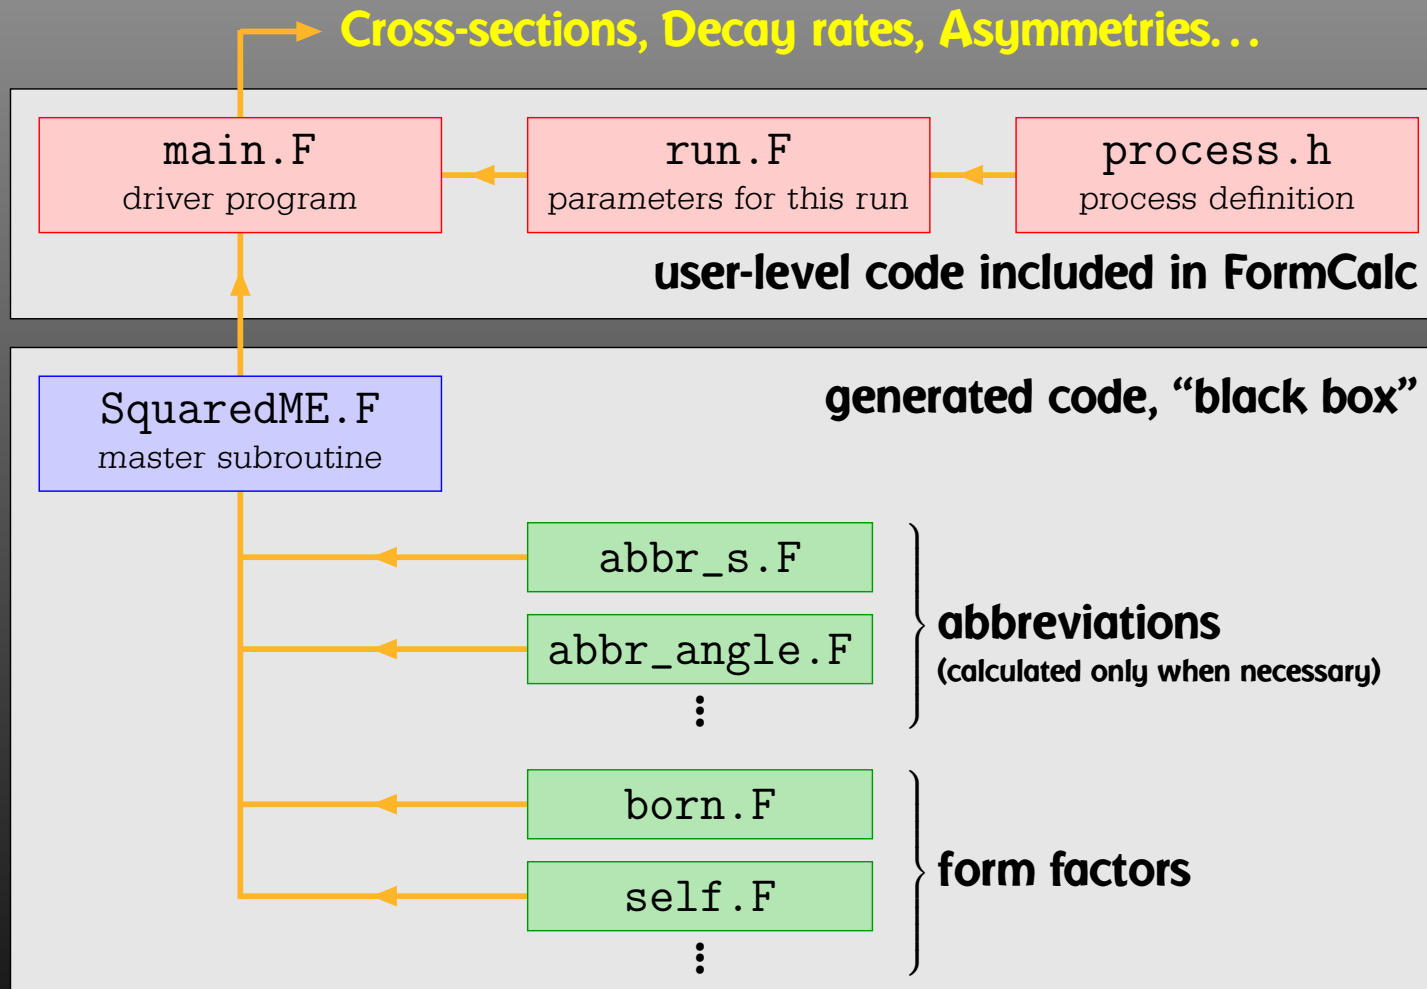 Cross-sections, Decay rates, Asymmetries...
main.F
driver program
run.F
parameters for this run
process.h
process definition
user-level code included in FormCalc
SquaredME.F
master subroutine
generated code, “black box”
abbr_s.F
abbr_angle.F
⋮
abbreviations
(calculated only when necessary)
born.F
self.F
⋮
form factors